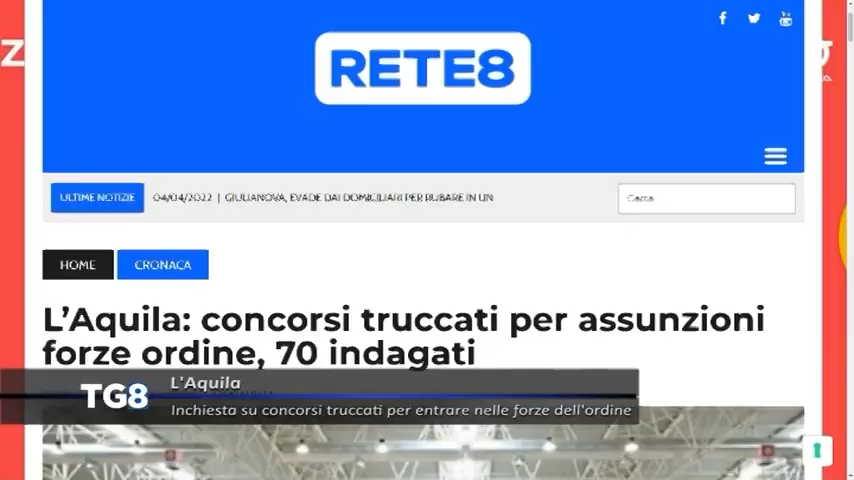 RETE8
ULTIME NOTIZIE
04/04/2022 | GIULIANOVA, EVADE DAI DOMICILIARI PER RUBARE IN UN
Cerca
HOME
CRONACA
L'Aquila: concorsi truccati per assunzioni
forze ordine, 70 indagati
TG8
L'Aquila
Inchiesta su concorsi truccati per entrare nelle forze dell'ordine